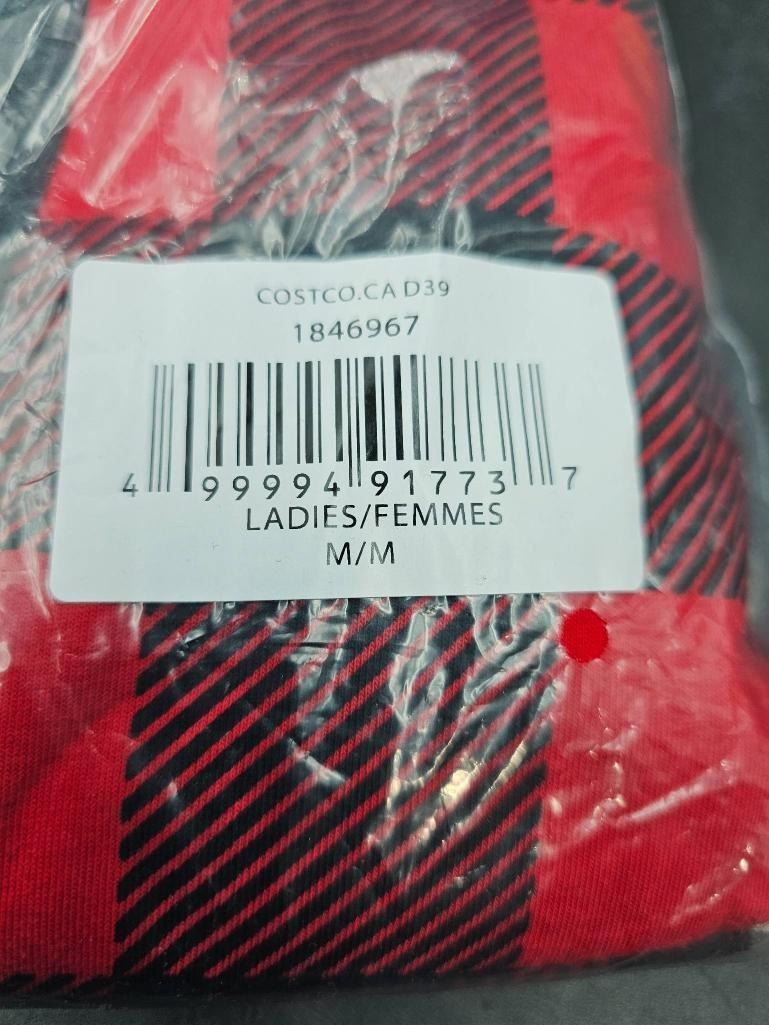 COSTCO.CA D39
1846967
4 99994 91773 7
LADIES/FEMMES
M/M